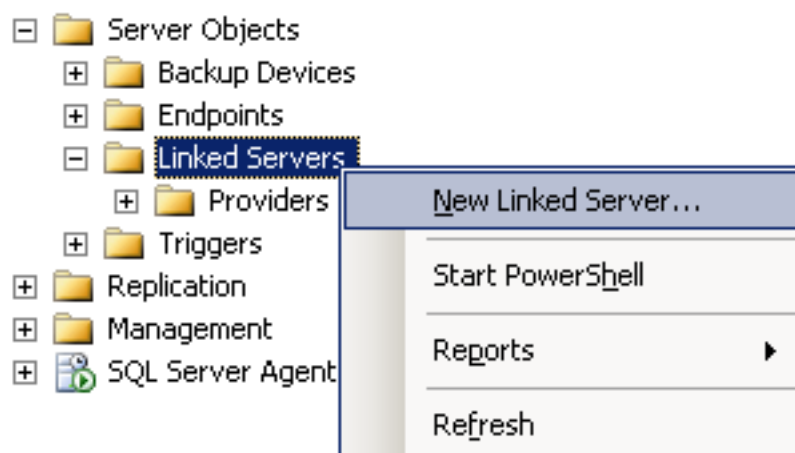 Server Objects
Backup Devices
Endpoints
Linked Servers
Providers
Triggers
Replication
Management
SQL Server Agent
New Linked Server...
Start PowerShell
Reports
Refresh